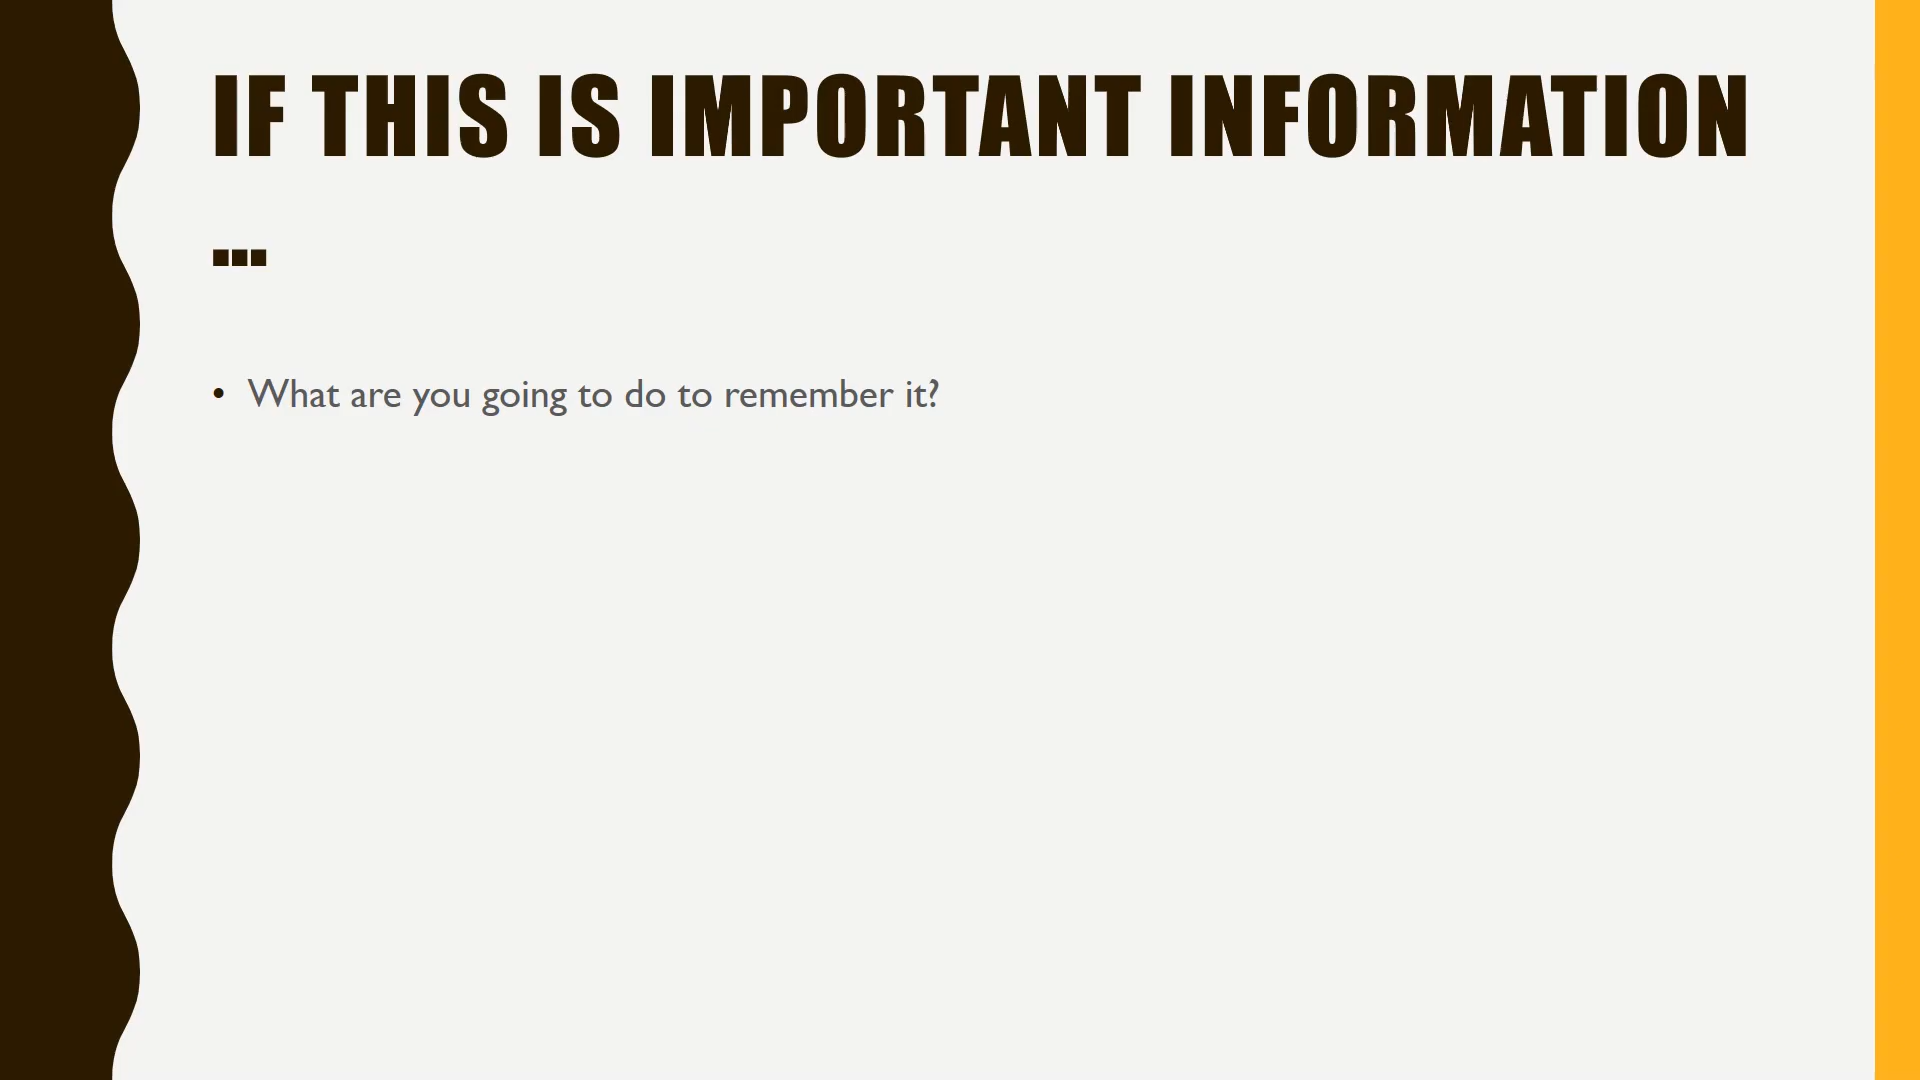 IF THIS IS IMPORTANT INFORMATION
...
• What are you going to do to remember it?